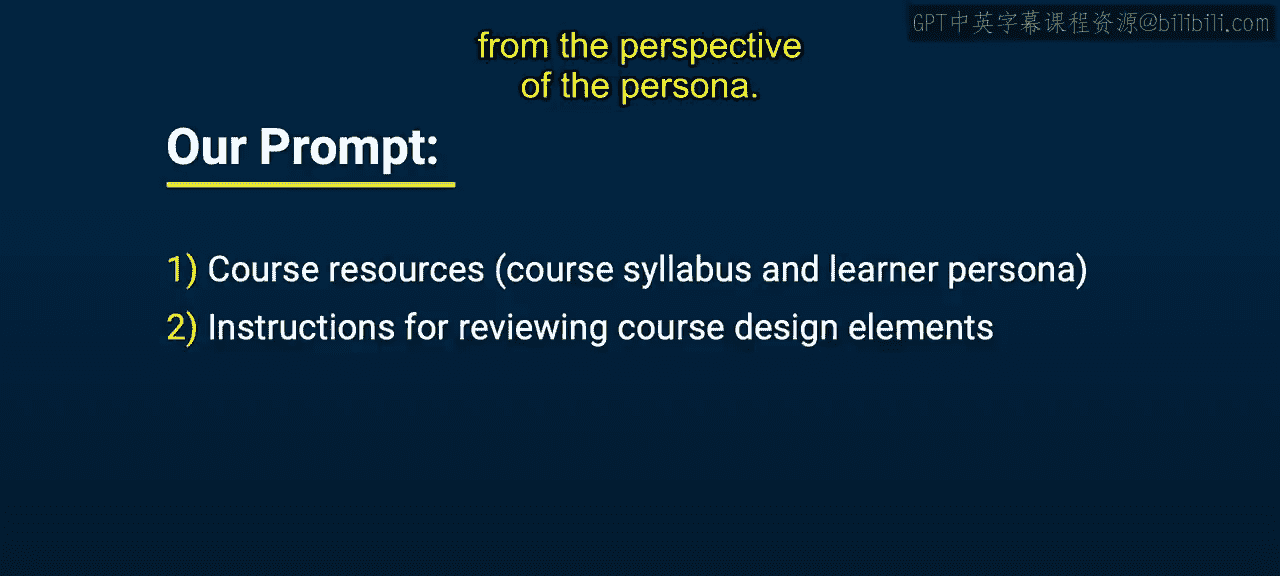 GPT中英字幕课程资源@bilibili.com
from the perspective
of the persona.
Our Prompt:
1) Course resources (course syllabus and learner persona)
2) Instructions for reviewing course design elements